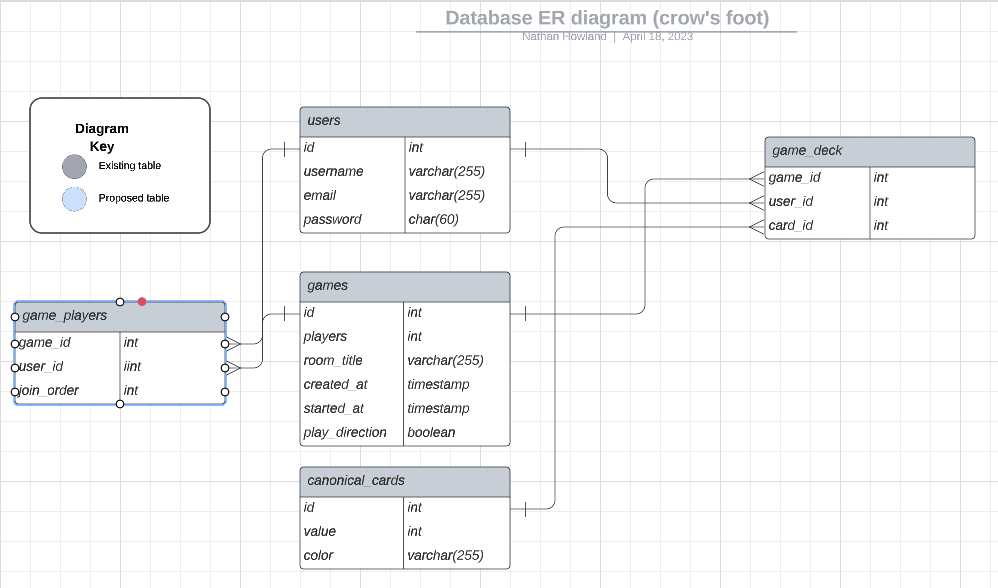 Database ER diagram (crow's foot)
Nathan Howland | April 18, 2023
Diagram
Key
Existing table
Proposed table
users
id int
username varchar(255)
email varchar(255)
password char(60)
game_deck
game_id int
user_id int
card_id int
games
id int
players int
room_title varchar(255)
created_at timestamp
started_at timestamp
play_direction boolean
game_players
game_id int
user_id iint
join_order int
canonical_cards
id int
value int
color varchar(255)